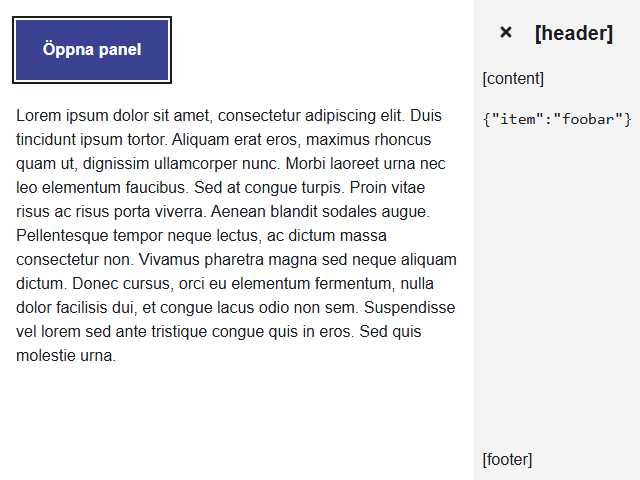 Öppna panel
Lorem ipsum dolor sit amet, consectetur adipiscing elit. Duis
tincidunt ipsum tortor. Aliquam erat eros, maximus rhoncus
quam ut, dignissim ullamcorper nunc. Morbi laoreet urna nec
leo elementum faucibus. Sed at congue turpis. Proin vitae
risus ac risus porta viverra. Aenean blandit sodales augue.
Pellentesque tempor neque lectus, ac dictum massa
consectetur non. Vivamus pharetra magna sed neque aliquam
dictum. Donec cursus, orci eu elementum fermentum, nulla
dolor facilisis dui, et congue lacus odio non sem. Suspendisse
vel lorem sed ante tristique congue quis in eros. Sed quis
molestie urna.
[header]
[content]
{"item":"foobar"}
[footer]